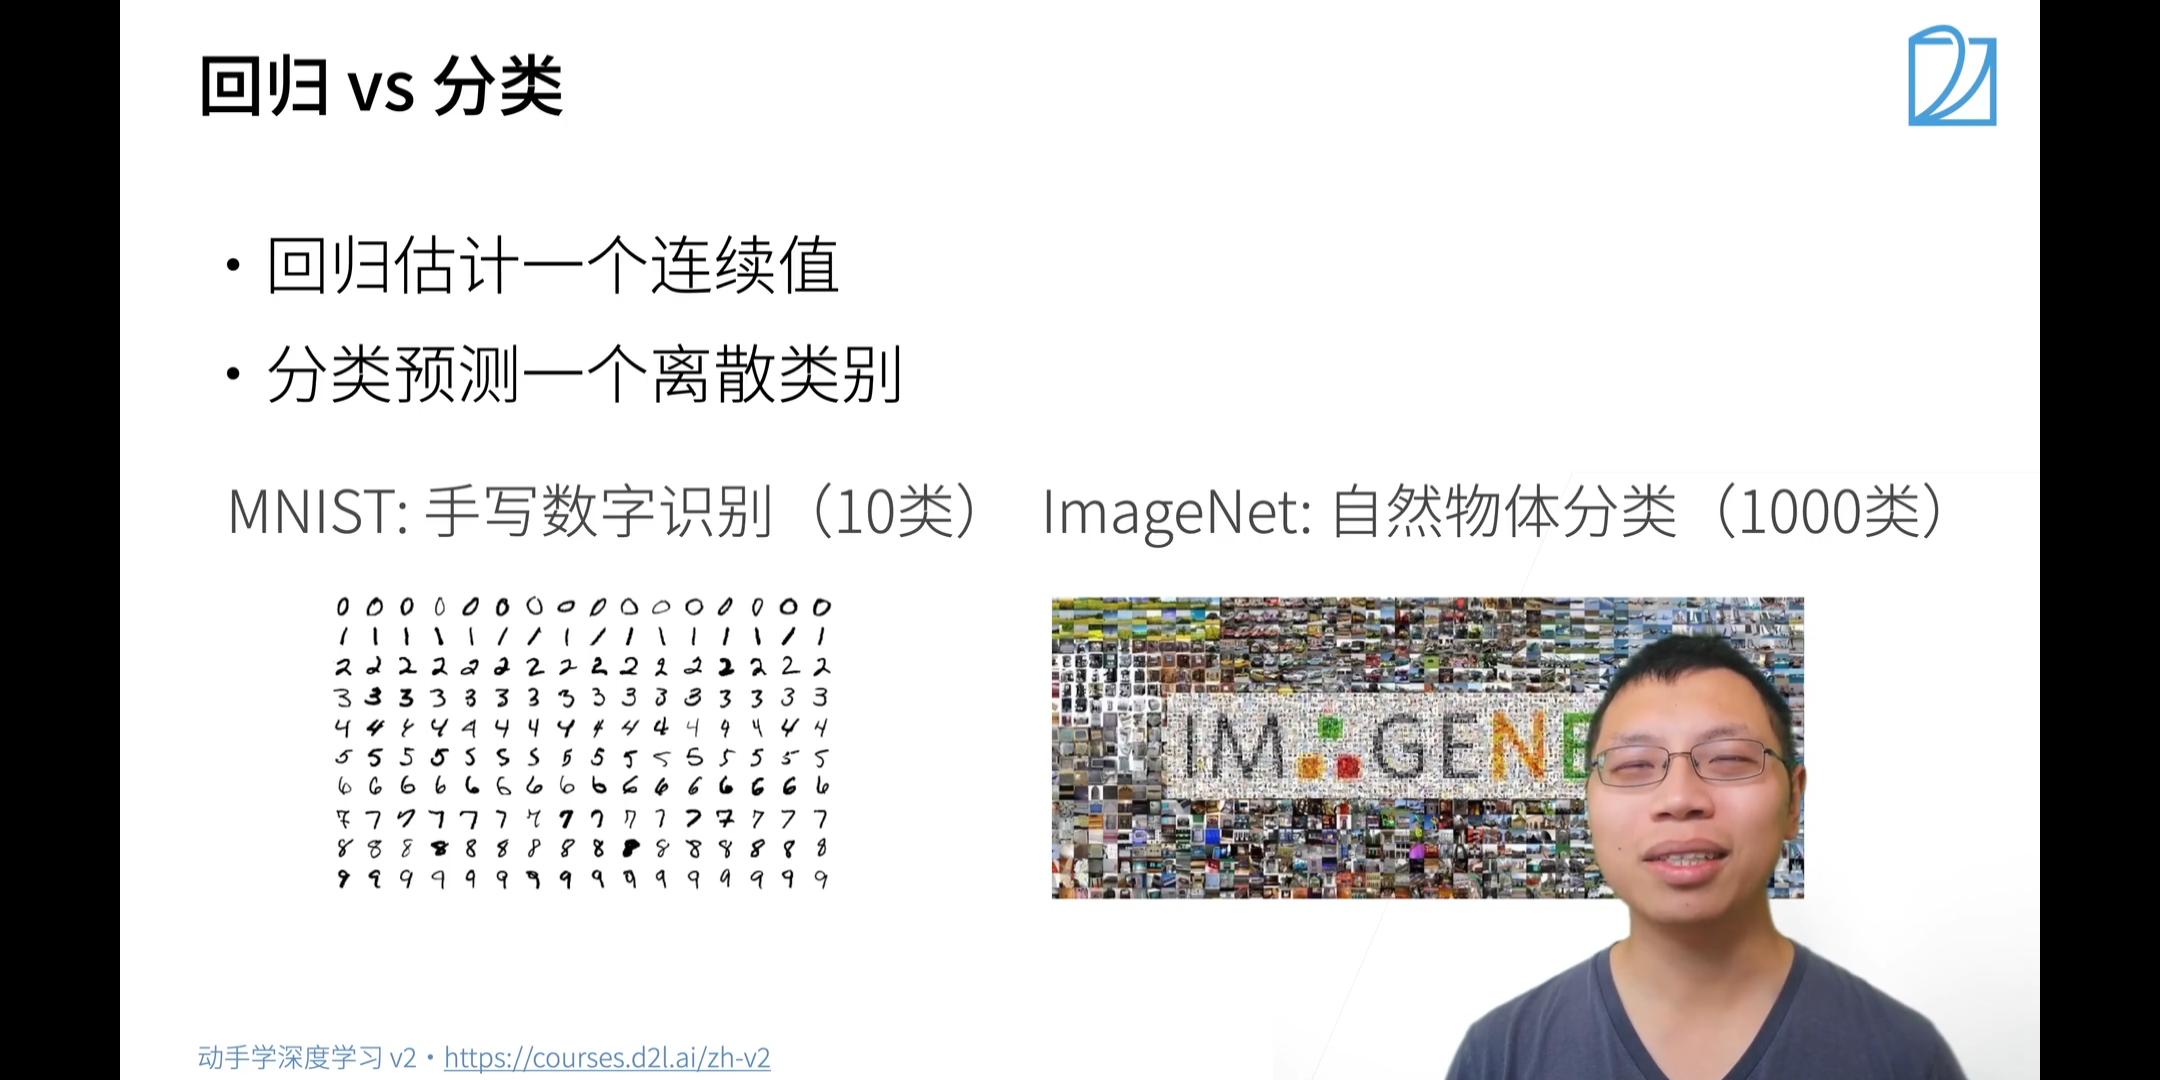 回归 vs 分类
• 回归估计一个连续值
• 分类预测一个离散类别
MNIST: 手写数字识别（10类）
ImageNet: 自然物体分类（1000类）
0 0 0 0 0 0 0 0 0 0 0 0 0 0 0 0
1 1 1 1 1 1 1 1 1 1 1 1 1 1 1 1
2 2 2 2 2 2 2 2 2 2 2 2 2 2 2 2
3 3 3 3 3 3 3 3 3 3 3 3 3 3 3 3
4 4 4 4 4 4 4 4 4 4 4 4 4 4 4 4
5 5 5 5 5 5 5 5 5 5 5 5 5 5 5 5
6 6 6 6 6 6 6 6 6 6 6 6 6 6 6 6
7 7 7 7 7 7 7 7 7 7 7 7 7 7 7 7
8 8 8 8 8 8 8 8 8 8 8 8 8 8 8 8
9 9 9 9 9 9 9 9 9 9 9 9 9 9 9 9
IM GENE
动手学深度学习 v2 • https://courses.d2l.ai/zh-v2